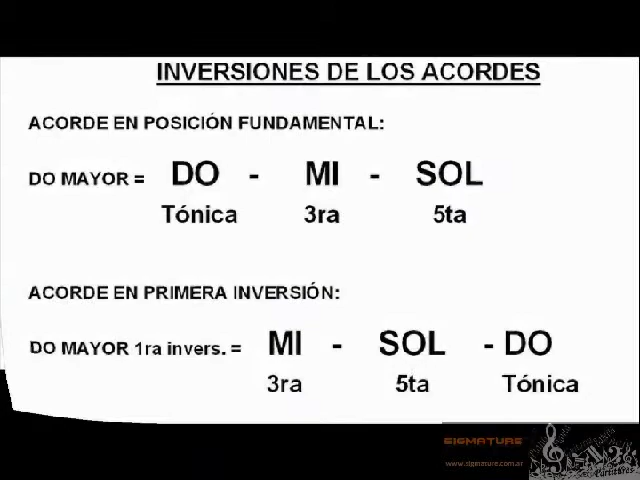 INVERSIONES DE LOS ACORDES
ACORDE EN POSICIÓN FUNDAMENTAL:
DO MAYOR = DO - MI - SOL
Tónica 3ra 5ta
ACORDE EN PRIMERA INVERSIÓN:
DO MAYOR 1ra invers. = MI - SOL - DO
3ra 5ta Tónica
SIGMATURE
www.sigmature.com.ar
Partituras